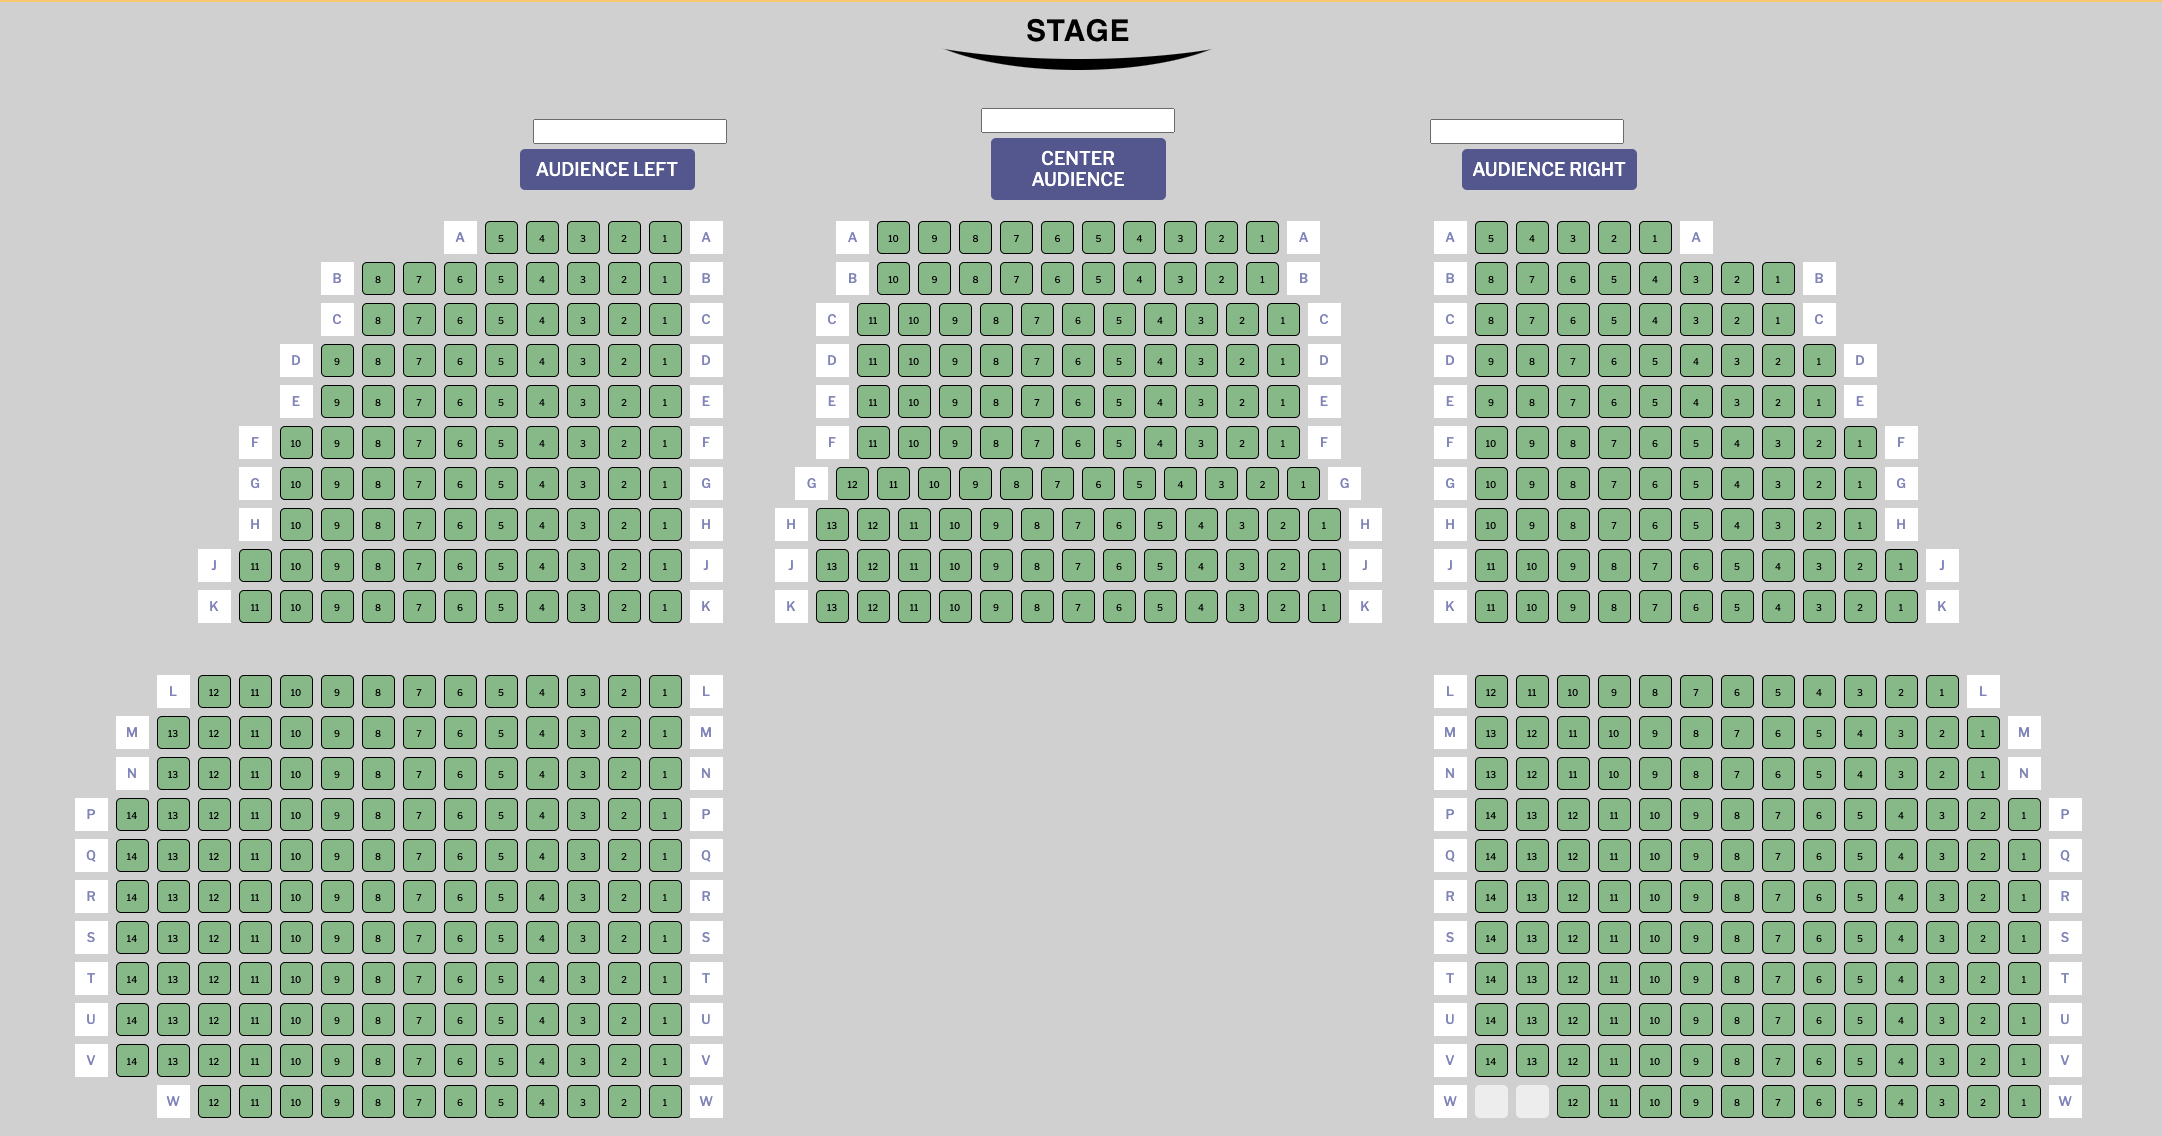 STAGE
AUDIENCE LEFT
CENTER
AUDIENCE
AUDIENCE RIGHT
A 5 4 3 2 1 A A 10 9 8 7 6 5 4 3 2 1 A A 5 4 3 2 1 A
B 8 7 6 5 4 3 2 1 B B 10 9 8 7 6 5 4 3 2 1 B B 8 7 6 5 4 3 2 1 B
C 8 7 6 5 4 3 2 1 C C 11 10 9 8 7 6 5 4 3 2 1 C C 8 7 6 5 4 3 2 1 C
D 9 8 7 6 5 4 3 2 1 D D 11 10 9 8 7 6 5 4 3 2 1 D D 9 8 7 6 5 4 3 2 1 D
E 9 8 7 6 5 4 3 2 1 E E 11 10 9 8 7 6 5 4 3 2 1 E E 9 8 7 6 5 4 3 2 1 E
F 10 9 8 7 6 5 4 3 2 1 F F 11 10 9 8 7 6 5 4 3 2 1 F F 10 9 8 7 6 5 4 3 2 1 F
G 10 9 8 7 6 5 4 3 2 1 G G 12 11 10 9 8 7 6 5 4 3 2 1 G G 10 9 8 7 6 5 4 3 2 1 G
H 10 9 8 7 6 5 4 3 2 1 H H 13 12 11 10 9 8 7 6 5 4 3 2 1 H H 10 9 8 7 6 5 4 3 2 1 H
J 11 10 9 8 7 6 5 4 3 2 1 J J 13 12 11 10 9 8 7 6 5 4 3 2 1 J J 11 10 9 8 7 6 5 4 3 2 1 J
K 11 10 9 8 7 6 5 4 3 2 1 K K 13 12 11 10 9 8 7 6 5 4 3 2 1 K K 11 10 9 8 7 6 5 4 3 2 1 K
L 12 11 10 9 8 7 6 5 4 3 2 1 L L 12 11 10 9 8 7 6 5 4 3 2 1 L
M 13 12 11 10 9 8 7 6 5 4 3 2 1 M M 13 12 11 10 9 8 7 6 5 4 3 2 1 M
N 13 12 11 10 9 8 7 6 5 4 3 2 1 N N 13 12 11 10 9 8 7 6 5 4 3 2 1 N
P 14 13 12 11 10 9 8 7 6 5 4 3 2 1 P P 14 13 12 11 10 9 8 7 6 5 4 3 2 1 P
Q 14 13 12 11 10 9 8 7 6 5 4 3 2 1 Q Q 14 13 12 11 10 9 8 7 6 5 4 3 2 1 Q
R 14 13 12 11 10 9 8 7 6 5 4 3 2 1 R R 14 13 12 11 10 9 8 7 6 5 4 3 2 1 R
S 14 13 12 11 10 9 8 7 6 5 4 3 2 1 S S 14 13 12 11 10 9 8 7 6 5 4 3 2 1 S
T 14 13 12 11 10 9 8 7 6 5 4 3 2 1 T T 14 13 12 11 10 9 8 7 6 5 4 3 2 1 T
U 14 13 12 11 10 9 8 7 6 5 4 3 2 1 U U 14 13 12 11 10 9 8 7 6 5 4 3 2 1 U
V 14 13 12 11 10 9 8 7 6 5 4 3 2 1 V V 14 13 12 11 10 9 8 7 6 5 4 3 2 1 V
W 12 11 10 9 8 7 6 5 4 3 2 1 W W 12 11 10 9 8 7 6 5 4 3 2 1 W